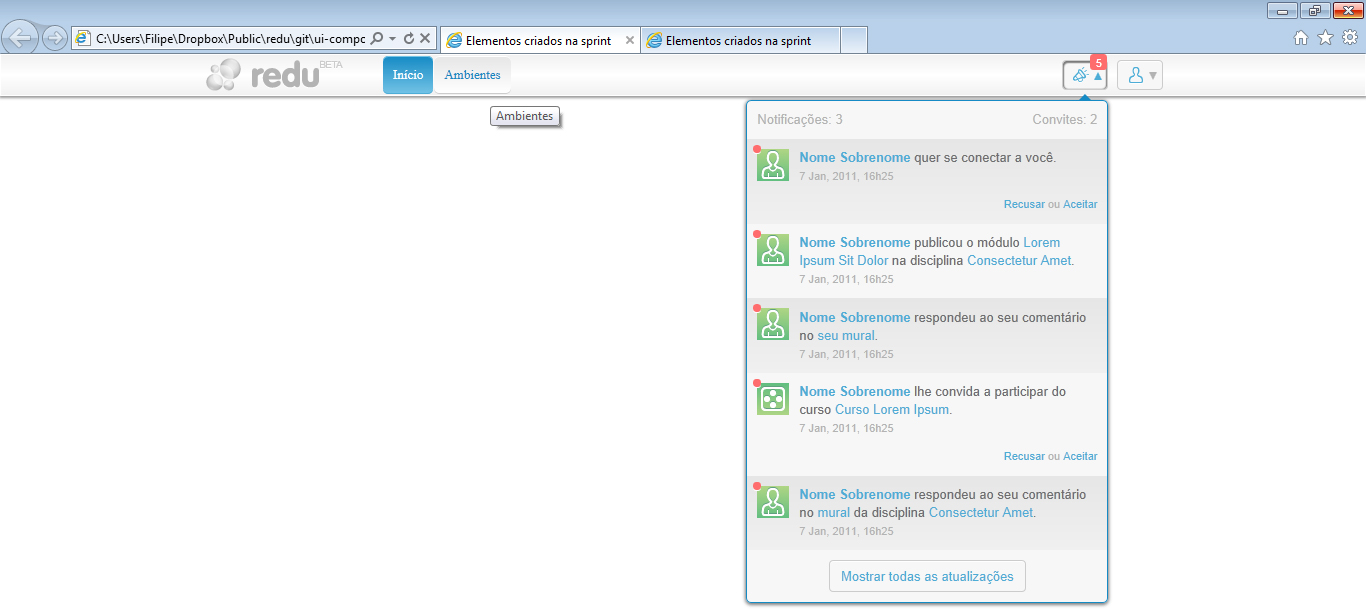 C:\Users\Filipe\Dropbox\Public\redu\git\ui-compc
Elementos criados na sprint
Elementos criados na sprint
redu BETA
Início
Ambientes
5
Ambientes
Notificações: 3
Convites: 2
Nome Sobrenome quer se conectar a você.
7 Jan, 2011, 16h25
Recusar ou Aceitar
Nome Sobrenome publicou o módulo Lorem
Ipsum Sit Dolor na disciplina Consectetur Amet.
7 Jan, 2011, 16h25
Nome Sobrenome respondeu ao seu comentário
no seu mural.
7 Jan, 2011, 16h25
Nome Sobrenome lhe convida a participar do
curso Curso Lorem Ipsum.
7 Jan, 2011, 16h25
Recusar ou Aceitar
Nome Sobrenome respondeu ao seu comentário
no mural da disciplina Consectetur Amet.
7 Jan, 2011, 16h25
Mostrar todas as atualizações